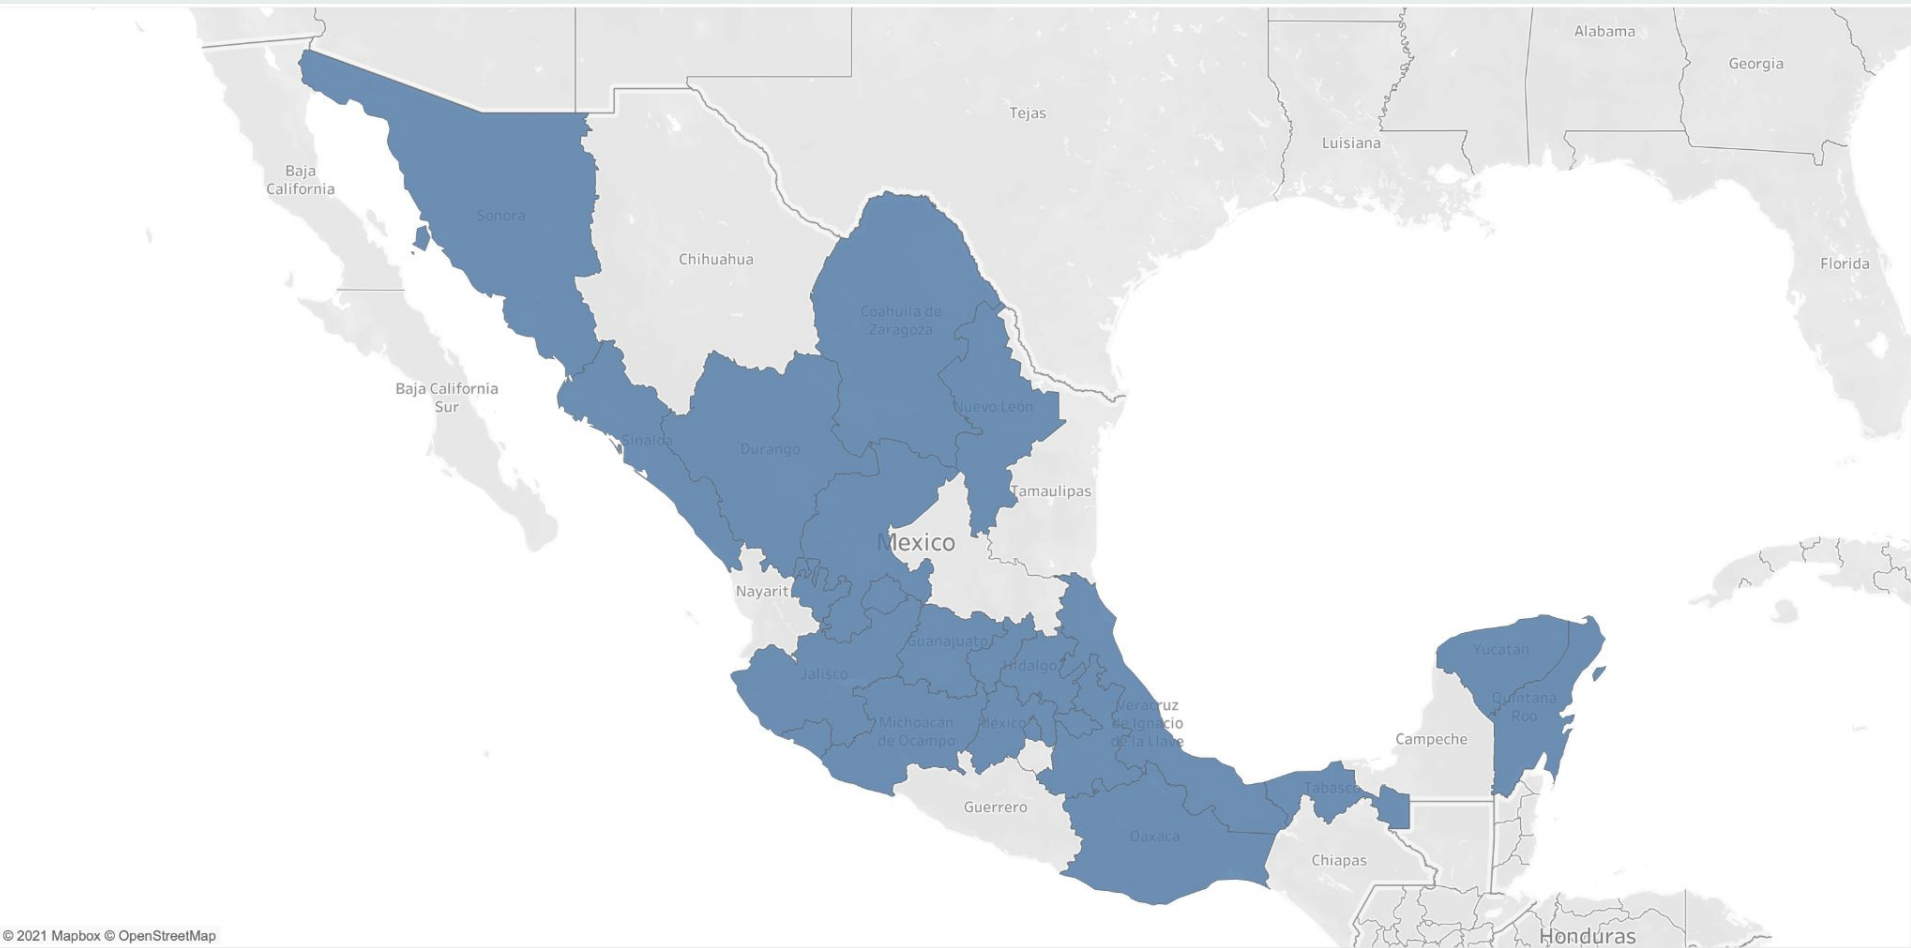 Alabama
Georgia
Tejas
Luisiana
Baja
California
Sonora
Chihuahua
Florida
Coahuila de
Zaragoza
Baja California
Sur
Nuevo León
Sinaloa
Durango
Tamaulipas
Mexico
Nayarit
Guanajuato
Hidalgo
Yucatán
Jalisco
Quintana
Roo
Veracruz
de Ignacio
de la Llave
Michoacán
de Ocampo
México
Campeche
Tabasco
Guerrero
Oaxaca
Chiapas
© 2021 Mapbox © OpenStreetMap
Honduras